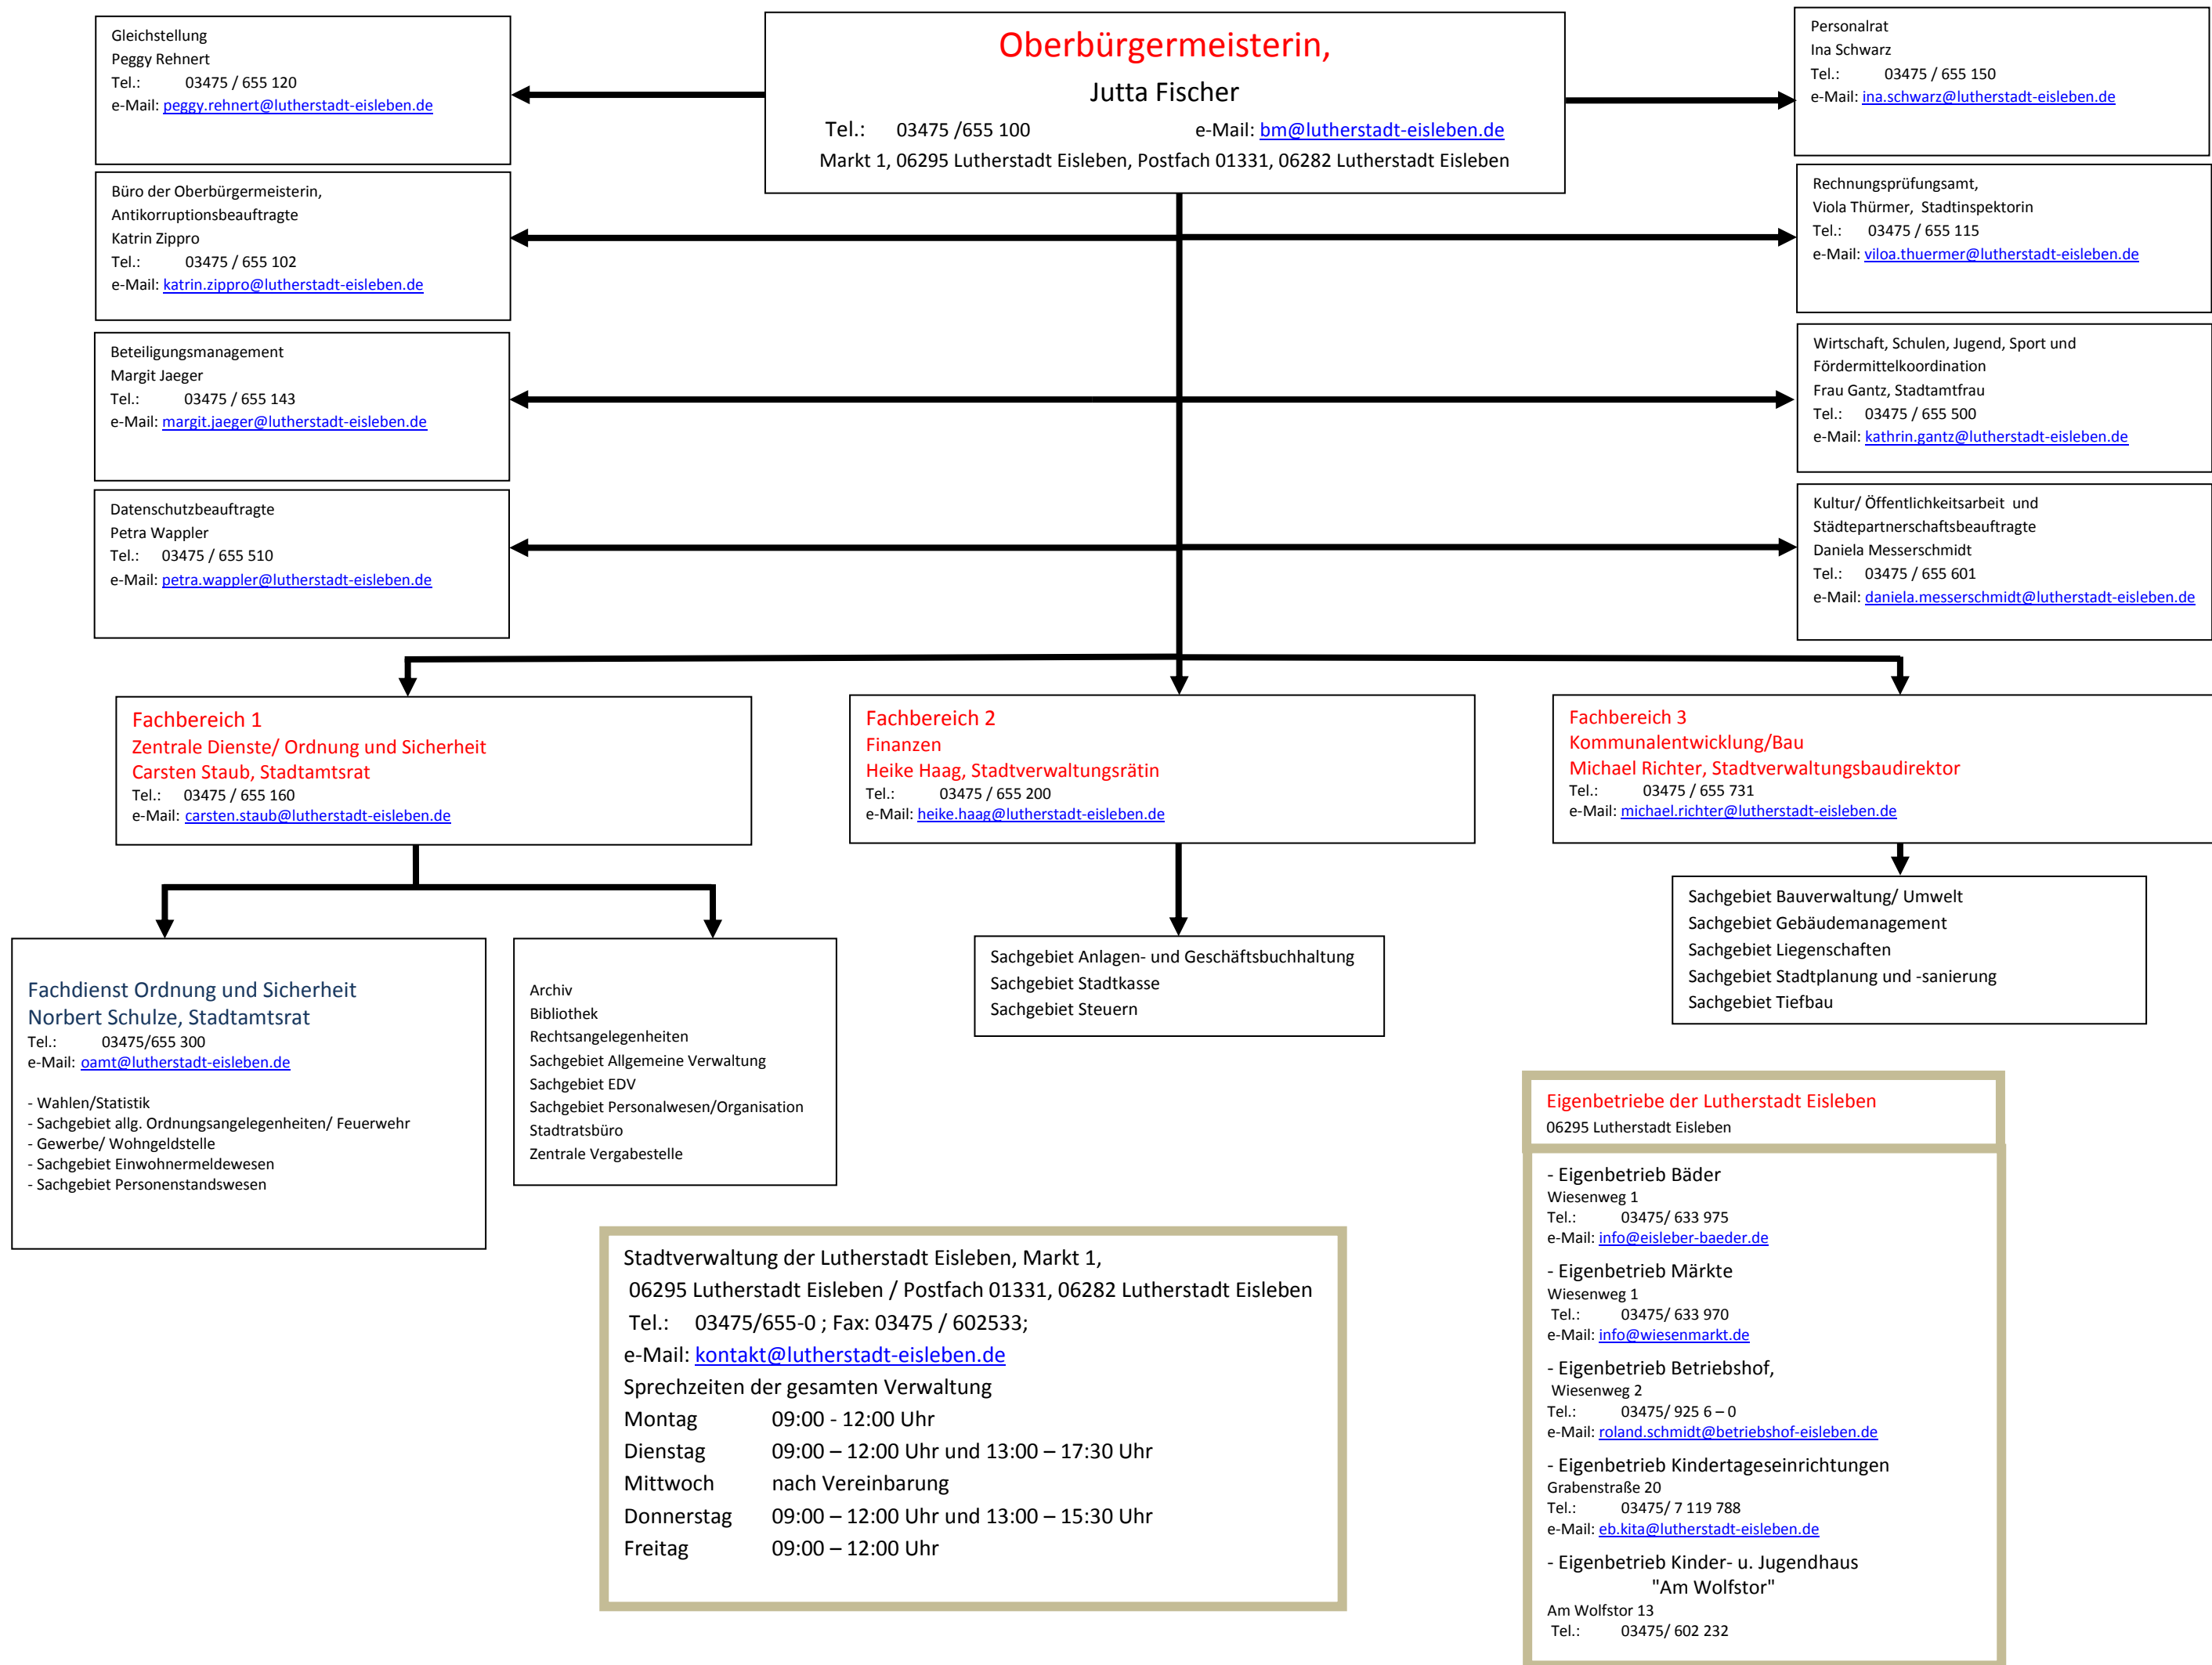 Gleichstellung
Peggy Rehnert
Tel.: 03475 / 655 120
e-Mail: peggy.rehnert@lutherstadt-eisleben.de
Oberbürgermeisterin,
Jutta Fischer
Tel.: 03475 /655 100 e-Mail: bm@lutherstadt-eisleben.de
Markt 1, 06295 Lutherstadt Eisleben, Postfach 01331, 06282 Lutherstadt Eisleben
Personalrat
Ina Schwarz
Tel.: 03475 / 655 150
e-Mail: ina.schwarz@lutherstadt-eisleben.de
Büro der Oberbürgermeisterin,
Antikorruptionsbeauftragte
Katrin Zippro
Tel.: 03475 / 655 102
e-Mail: katrin.zippro@lutherstadt-eisleben.de
Rechnungsprüfungsamt,
Viola Thürmer, Stadtinspektorin
Tel.: 03475 / 655 115
e-Mail: viloa.thuermer@lutherstadt-eisleben.de
Beteiligungsmanagement
Margit Jaeger
Tel.: 03475 / 655 143
e-Mail: margit.jaeger@lutherstadt-eisleben.de
Wirtschaft, Schulen, Jugend, Sport und
Fördermittelkoordination
Frau Gantz, Stadtamtfrau
Tel.: 03475 / 655 500
e-Mail: kathrin.gantz@lutherstadt-eisleben.de
Datenschutzbeauftragte
Petra Wappler
Tel.: 03475 / 655 510
e-Mail: petra.wappler@lutherstadt-eisleben.de
Kultur/ Öffentlichkeitsarbeit und
Städtepartnerschaftsbeauftragte
Daniela Messerschmidt
Tel.: 03475 / 655 601
e-Mail: daniela.messerschmidt@lutherstadt-eisleben.de
Fachbereich 1
Zentrale Dienste/ Ordnung und Sicherheit
Carsten Staub, Stadtamtsrat
Tel.: 03475 / 655 160
e-Mail: carsten.staub@lutherstadt-eisleben.de
Fachbereich 2
Finanzen
Heike Haag, Stadtverwaltungsrätin
Tel.: 03475 / 655 200
e-Mail: heike.haag@lutherstadt-eisleben.de
Fachbereich 3
Kommunalentwicklung/Bau
Michael Richter, Stadtverwaltungsbaudirektor
Tel.: 03475 / 655 731
e-Mail: michael.richter@lutherstadt-eisleben.de
Fachdienst Ordnung und Sicherheit
Norbert Schulze, Stadtamtsrat
Tel.: 03475/655 300
e-Mail: oamt@lutherstadt-eisleben.de
- Wahlen/Statistik
- Sachgebiet allg. Ordnungsangelegenheiten/ Feuerwehr
- Gewerbe/ Wohngeldstelle
- Sachgebiet Einwohnermeldewesen
- Sachgebiet Personenstandswesen
Archiv
Bibliothek
Rechtsangelegenheiten
Sachgebiet Allgemeine Verwaltung
Sachgebiet EDV
Sachgebiet Personalwesen/Organisation
Stadtratsbüro
Zentrale Vergabestelle
Sachgebiet Anlagen- und Geschäftsbuchhaltung
Sachgebiet Stadtkasse
Sachgebiet Steuern
Sachgebiet Bauverwaltung/ Umwelt
Sachgebiet Gebäudemanagement
Sachgebiet Liegenschaften
Sachgebiet Stadtplanung und -sanierung
Sachgebiet Tiefbau
Stadtverwaltung der Lutherstadt Eisleben, Markt 1,
06295 Lutherstadt Eisleben / Postfach 01331, 06282 Lutherstadt Eisleben
Tel.: 03475/655-0 ; Fax: 03475 / 602533;
e-Mail: kontakt@lutherstadt-eisleben.de
Sprechzeiten der gesamten Verwaltung
Montag 09:00 - 12:00 Uhr
Dienstag 09:00 – 12:00 Uhr und 13:00 – 17:30 Uhr
Mittwoch nach Vereinbarung
Donnerstag 09:00 – 12:00 Uhr und 13:00 – 15:30 Uhr
Freitag 09:00 – 12:00 Uhr
Eigenbetriebe der Lutherstadt Eisleben
06295 Lutherstadt Eisleben
- Eigenbetrieb Bäder
Wiesenweg 1
Tel.: 03475/ 633 975
e-Mail: info@eisleber-baeder.de
- Eigenbetrieb Märkte
Wiesenweg 1
Tel.: 03475/ 633 970
e-Mail: info@wiesenmarkt.de
- Eigenbetrieb Betriebshof,
Wiesenweg 2
Tel.: 03475/ 925 6 – 0
e-Mail: roland.schmidt@betriebshof-eisleben.de
- Eigenbetrieb Kindertageseinrichtungen
Grabenstraße 20
Tel.: 03475/ 7 119 788
e-Mail: eb.kita@lutherstadt-eisleben.de
- Eigenbetrieb Kinder- u. Jugendhaus
"Am Wolfstor"
Am Wolfstor 13
Tel.: 03475/ 602 232